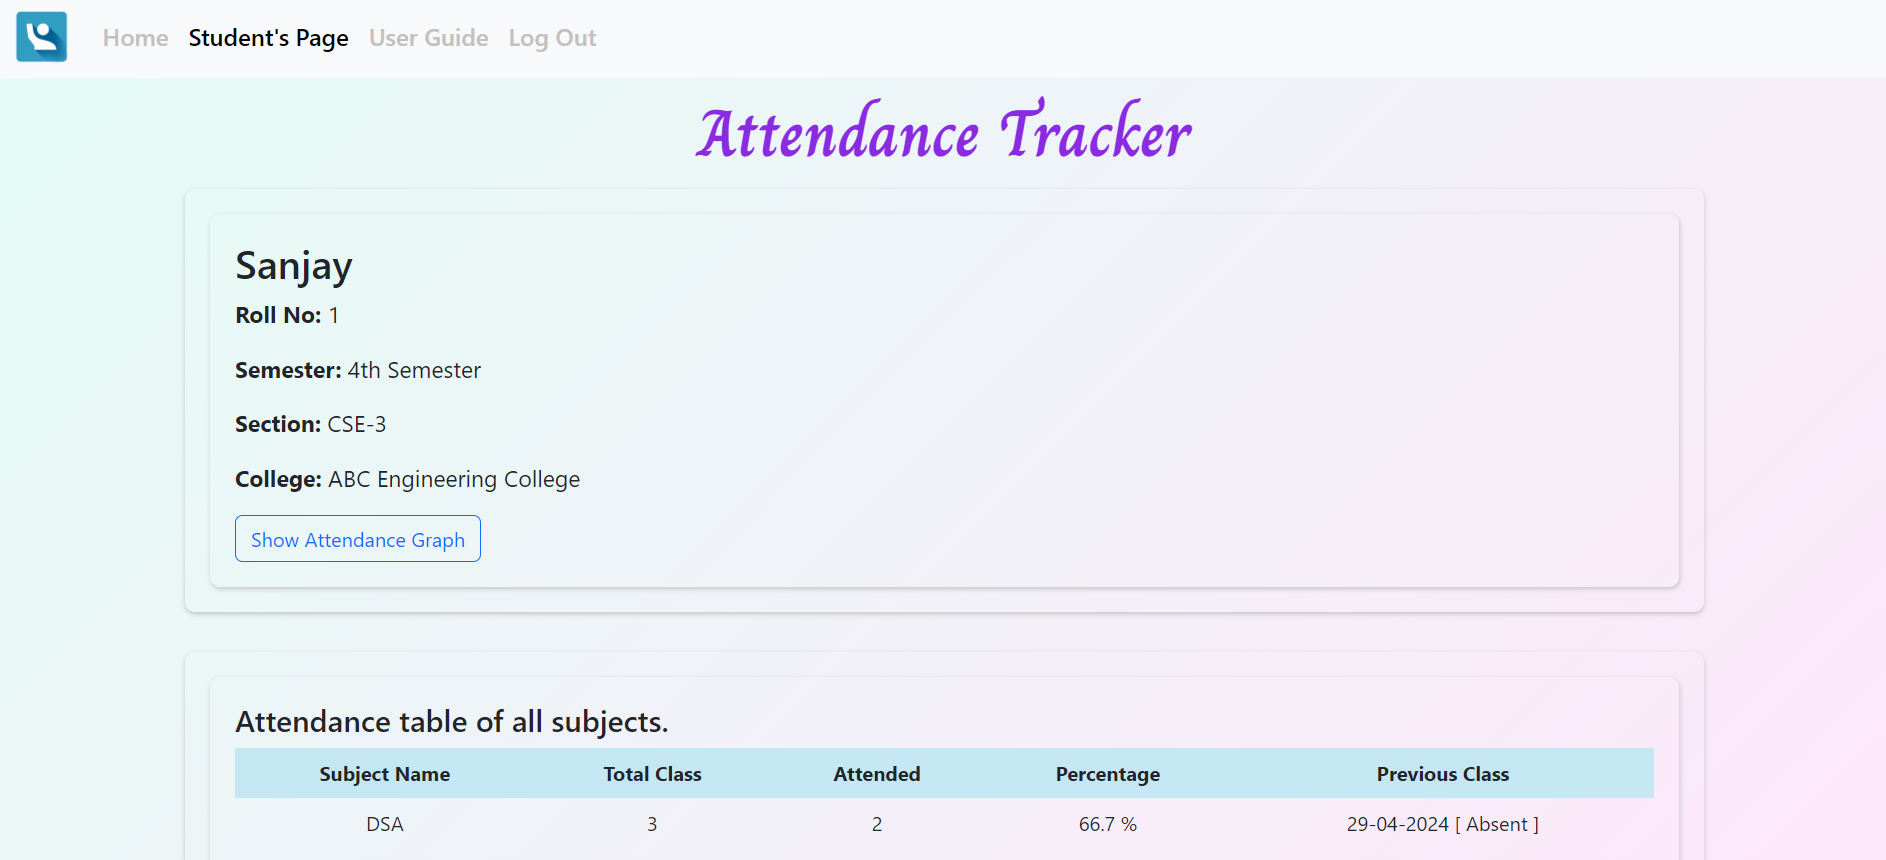 Home Student's Page User Guide Log Out
Attendance Tracker
Sanjay
Roll No: 1
Semester: 4th Semester
Section: CSE-3
College: ABC Engineering College
Show Attendance Graph
Attendance table of all subjects.
Subject Name Total Class Attended Percentage Previous Class
DSA 3 2 66.7 % 29-04-2024 [ Absent ]